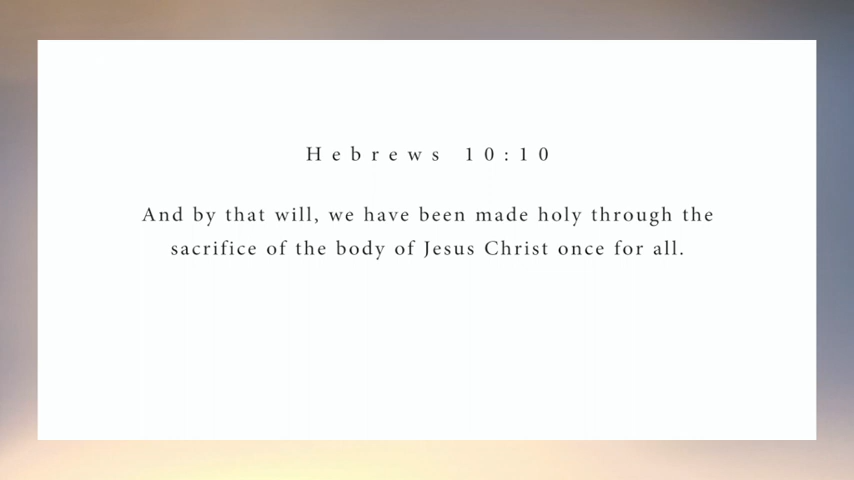 Hebrews 10:10
And by that will, we have been made holy through the
sacrifice of the body of Jesus Christ once for all.